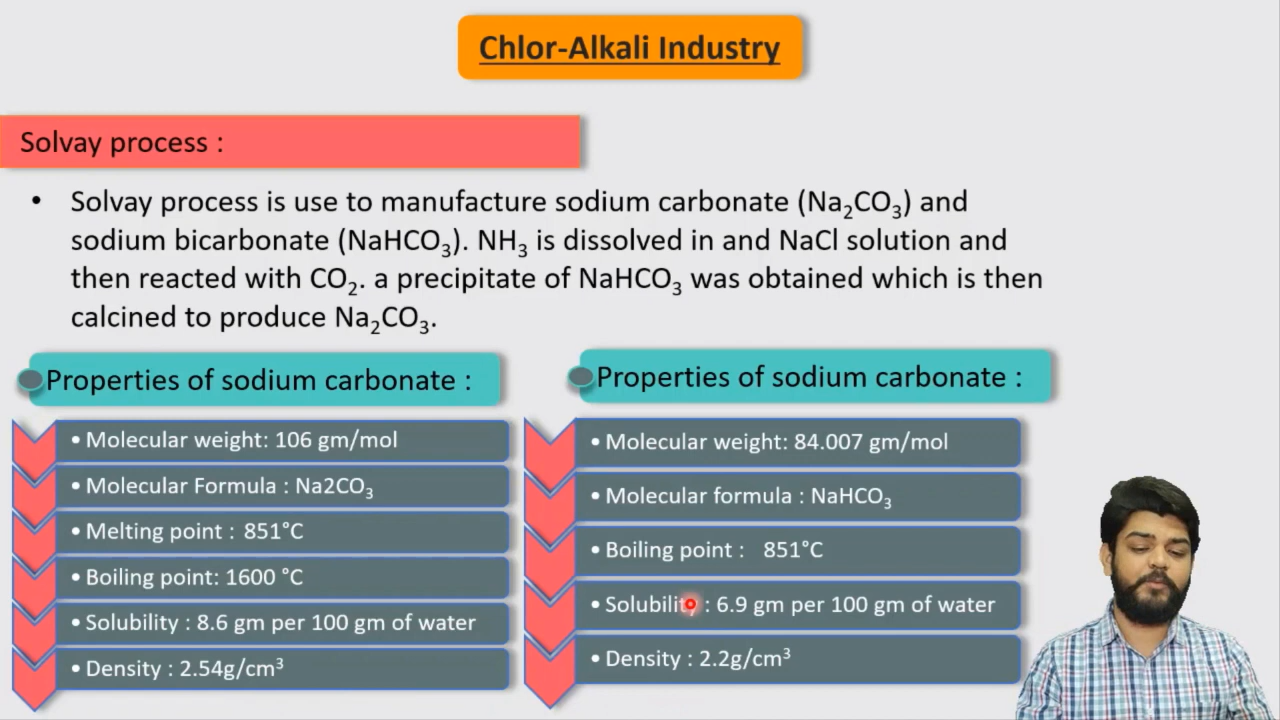 Chlor-Alkali Industry
Solvay process :
• Solvay process is use to manufacture sodium carbonate (Na₂CO₃) and
sodium bicarbonate (NaHCO₃). NH₃ is dissolved in and NaCl solution and
then reacted with CO₂. a precipitate of NaHCO₃ was obtained which is then
calcined to produce Na₂CO₃.
Properties of sodium carbonate :
• Molecular weight: 106 gm/mol
• Molecular Formula : Na2CO₃
• Melting point : 851°C
• Boiling point: 1600 °C
• Solubility : 8.6 gm per 100 gm of water
• Density : 2.54g/cm³
Properties of sodium carbonate :
• Molecular weight: 84.007 gm/mol
• Molecular formula : NaHCO₃
• Boiling point : 851°C
• Solubility : 6.9 gm per 100 gm of water
• Density : 2.2g/cm³